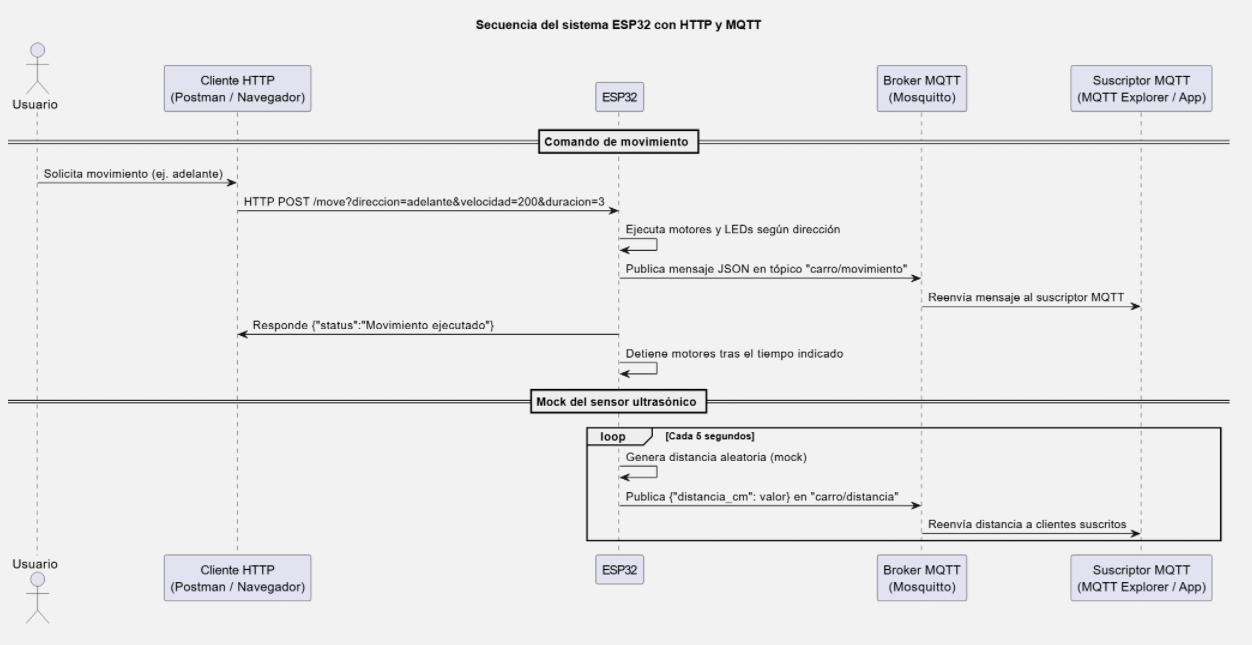 Secuencia del sistema ESP32 con HTTP y MQTT
Usuario
Cliente HTTP
(Postman / Navegador)
ESP32
Broker MQTT
(Mosquitto)
Suscriptor MQTT
(MQTT Explorer / App)
Comando de movimiento
Solicita movimiento (ej. adelante)
HTTP POST /move?direccion=adelante&velocidad=200&duracion=3
Ejecuta motores y LEDs según dirección
Publica mensaje JSON en tópico "carro/movimiento"
Reenvía mensaje al suscriptor MQTT
Responde {"status":"Movimiento ejecutado"}
Detiene motores tras el tiempo indicado
Mock del sensor ultrasónico
loop [Cada 5 segundos]
Genera distancia aleatoria (mock)
Publica {"distancia_cm": valor} en "carro/distancia"
Reenvía distancia a clientes suscritos
Usuario
Cliente HTTP
(Postman / Navegador)
ESP32
Broker MQTT
(Mosquitto)
Suscriptor MQTT
(MQTT Explorer / App)